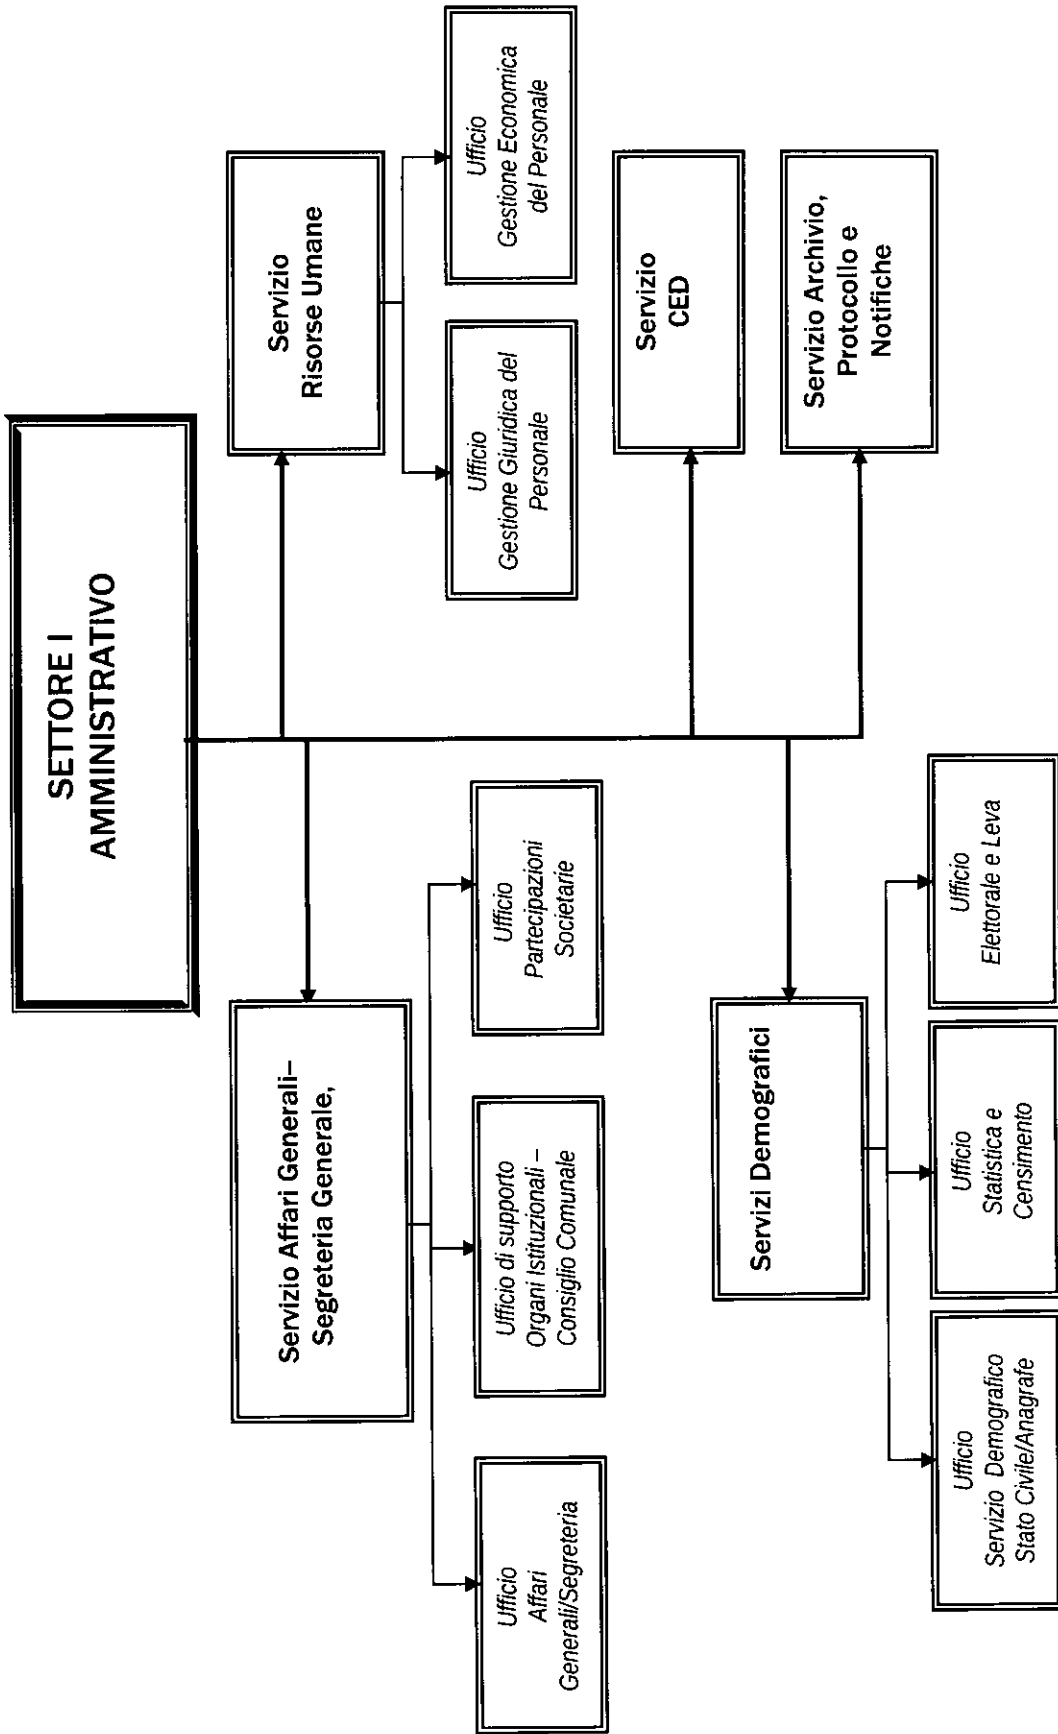 SETTORE I
AMMINISTRATIVO
Servizio Affari Generali–
Segreteria Generale,
Servizio
Risorse Umane
Ufficio
Affari
Generali/Segreteria
Ufficio di supporto
Organi Istituzionali –
Consiglio Comunale
Ufficio
Partecipazioni
Societarie
Ufficio
Gestione Giuridica del
Personale
Ufficio
Gestione Economica
del Personale
Servizi Demografici
Servizio
CED
Servizio Archivio,
Protocollo e
Notifiche
Ufficio
Servizio Demografico
Stato Civile/Anagrafe
Ufficio
Statistica e
Censimento
Ufficio
Elettorale e Leva